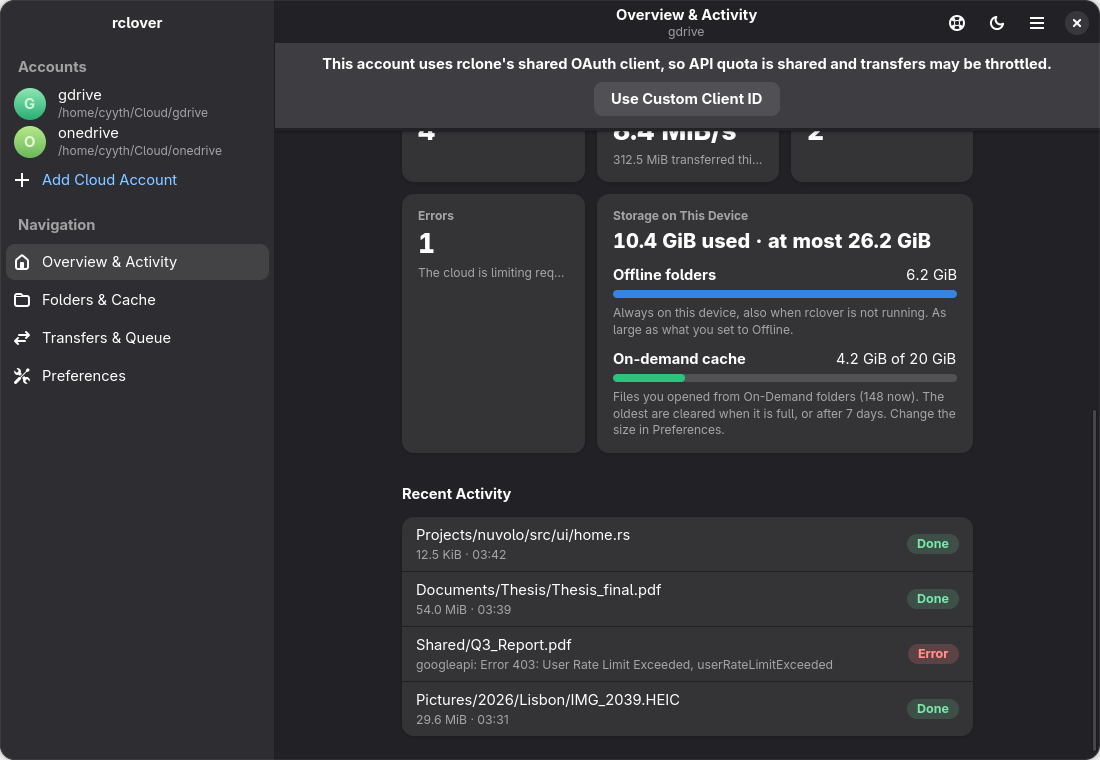 rclover
Overview & Activity
gdrive
Accounts
G
gdrive
/home/cyyth/Cloud/gdrive
O
onedrive
/home/cyyth/Cloud/onedrive
Add Cloud Account
Navigation
Overview & Activity
Folders & Cache
Transfers & Queue
Preferences
This account uses rclone's shared OAuth client, so API quota is shared and transfers may be throttled.
Use Custom Client ID
4
8.4 MiB/s
312.5 MiB transferred thi…
2
Errors
1
The cloud is limiting req…
Storage on This Device
10.4 GiB used · at most 26.2 GiB
Offline folders
6.2 GiB
Always on this device, also when rclover is not running. As
large as what you set to Offline.
On-demand cache
4.2 GiB of 20 GiB
Files you opened from On-Demand folders (148 now). The
oldest are cleared when it is full, or after 7 days. Change the
size in Preferences.
Recent Activity
Projects/nuvolo/src/ui/home.rs
12.5 KiB · 03:42
Done
Documents/Thesis/Thesis_final.pdf
54.0 MiB · 03:39
Done
Shared/Q3_Report.pdf
googleapi: Error 403: User Rate Limit Exceeded, userRateLimitExceeded
Error
Pictures/2026/Lisbon/IMG_2039.HEIC
29.6 MiB · 03:31
Done